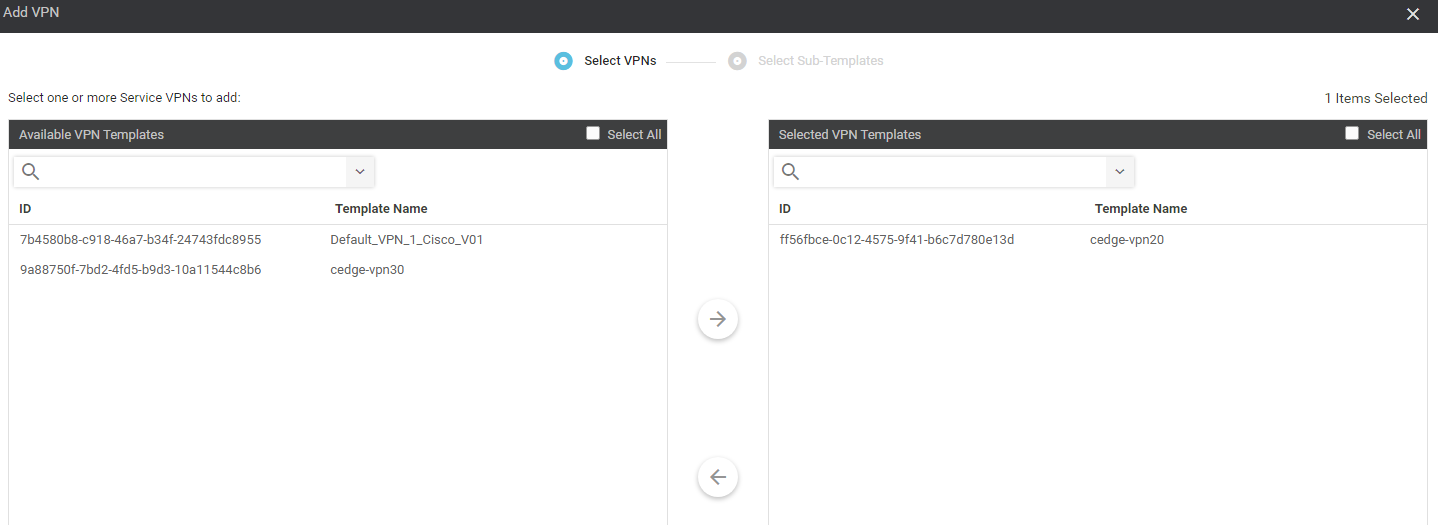 Add VPN
Select VPNs
Select Sub-Templates
Select one or more Service VPNs to add:
1 Items Selected
Available VPN Templates
Select All
ID Template Name
7b4580b8-c918-46a7-b34f-24743fdc8955 Default_VPN_1_Cisco_V01
9a88750f-7bd2-4fd5-b9d3-10a11544c8b6 cedge-vpn30
Selected VPN Templates
Select All
ID Template Name
ff56fbce-0c12-4575-9f41-b6c7d780e13d cedge-vpn20